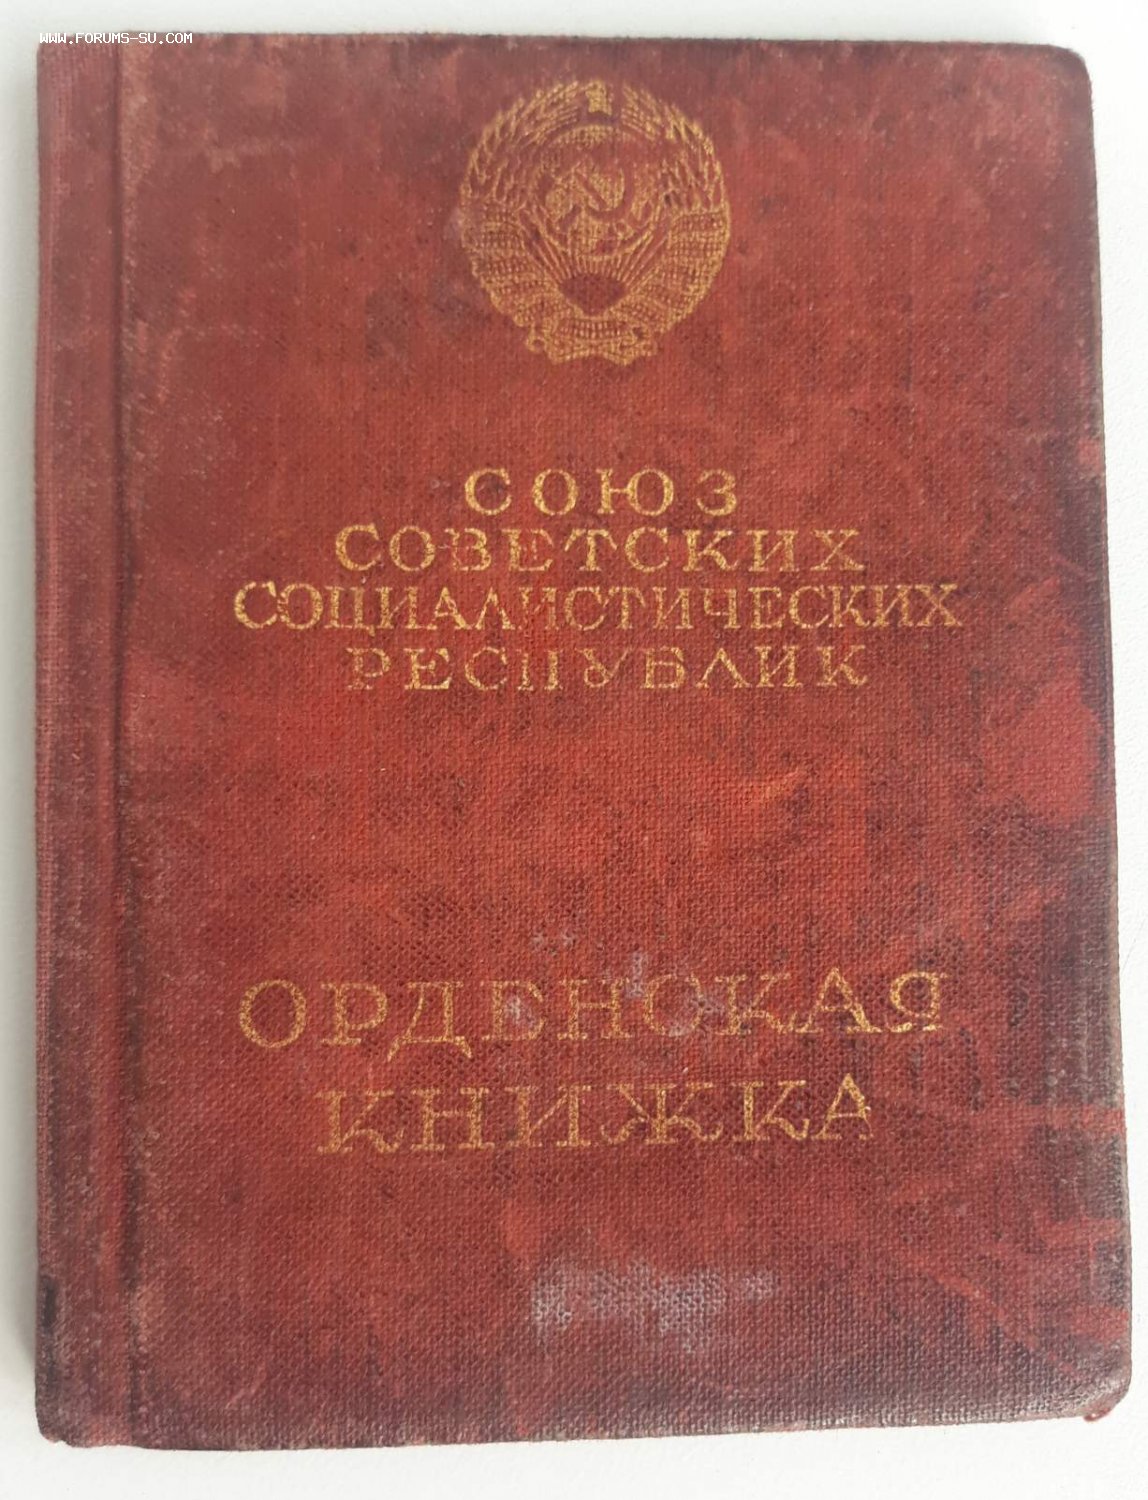 WWW.FORUMS-SU.COM
СОЮЗ
СОВЕТСКИХ
СОЦИАЛИСТИЧЕСКИХ
РЕСПУБЛИК
ОРДЕНСКАЯ
КНИЖКА